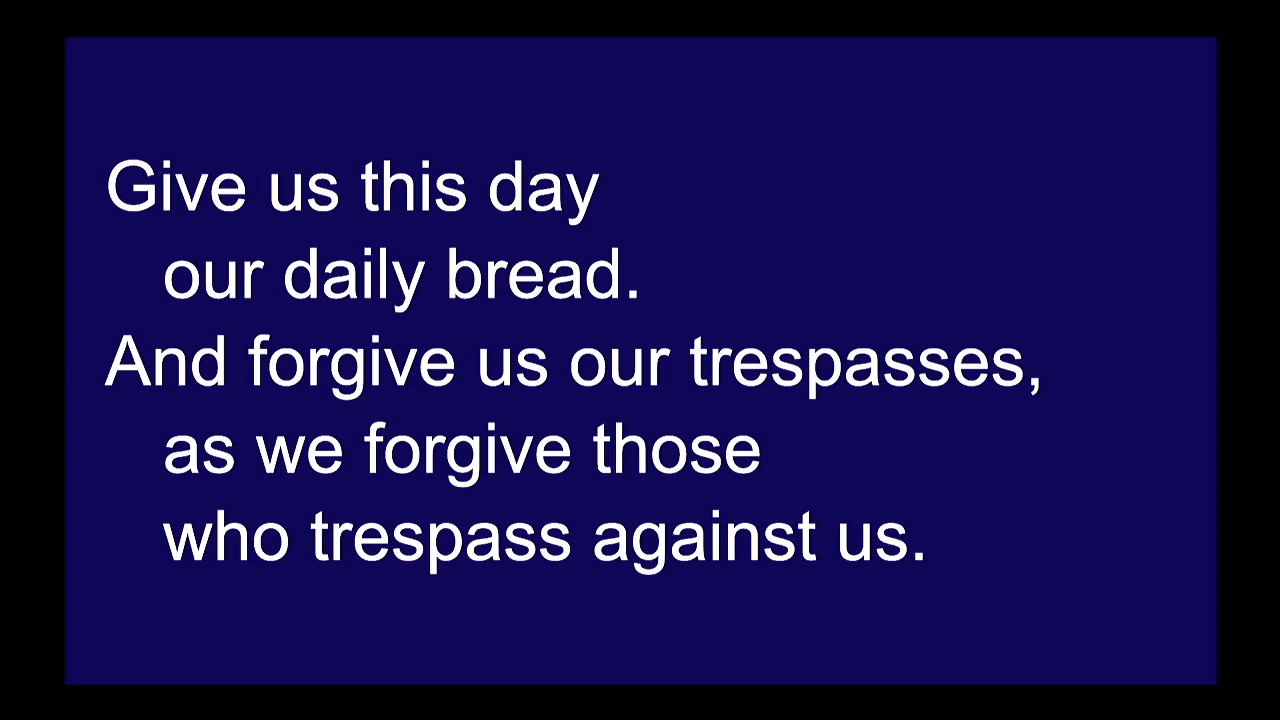 Give us this day
our daily bread.
And forgive us our trespasses,
as we forgive those
who trespass against us.